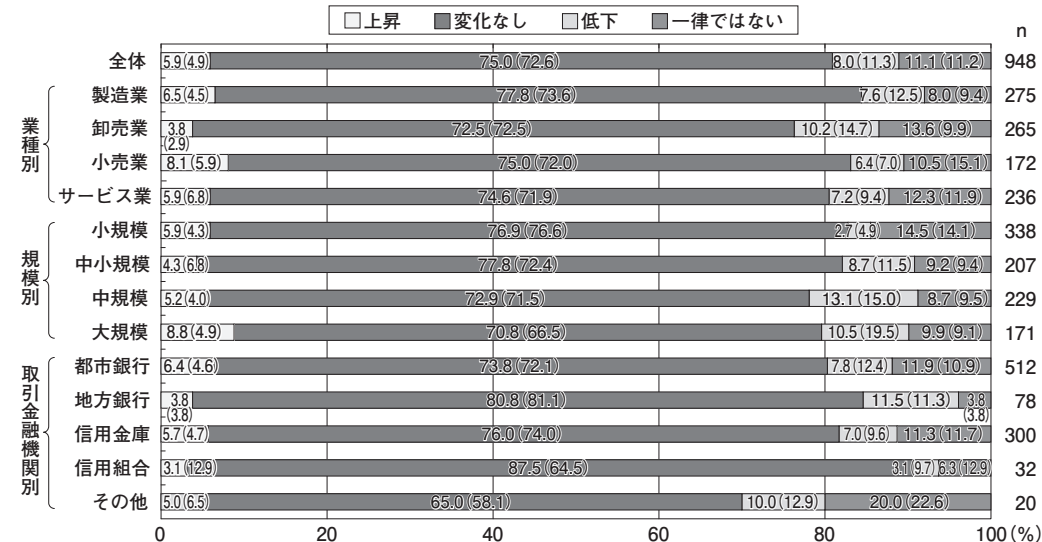 上昇 変化なし 低下 一律ではない
n
全体 5.9(4.9) 75.0(72.6) 8.0(11.3) 11.1(11.2) 948
業種別
製造業 6.5(4.5) 77.8(73.6) 7.6(12.5) 8.0(9.4) 275
卸売業 3.8(2.9) 72.5(72.5) 10.2(14.7) 13.6(9.9) 265
小売業 8.1(5.9) 75.0(72.0) 6.4(7.0) 10.5(15.1) 172
サービス業 5.9(6.8) 74.6(71.9) 7.2(9.4) 12.3(11.9) 236
規模別
小規模 5.9(4.3) 76.9(76.6) 2.7(4.9) 14.5(14.1) 338
中小規模 4.3(6.8) 77.8(72.4) 8.7(11.5) 9.2(9.4) 207
中規模 5.2(4.0) 72.9(71.5) 13.1(15.0) 8.7(9.5) 229
大規模 8.8(4.9) 70.8(66.5) 10.5(19.5) 9.9(9.1) 171
取引金融機関別
都市銀行 6.4(4.6) 73.8(72.1) 7.8(12.4) 11.9(10.9) 512
地方銀行 3.8(3.8) 80.8(81.1) 11.5(11.3) 3.8(3.8) 78
信用金庫 5.7(4.7) 76.0(74.0) 7.0(9.6) 11.3(11.7) 300
信用組合 3.1(12.9) 87.5(64.5) 3.1(9.7) 6.3(12.9) 32
その他 5.0(6.5) 65.0(58.1) 10.0(12.9) 20.0(22.6) 20
0 20 40 60 80 100(%)